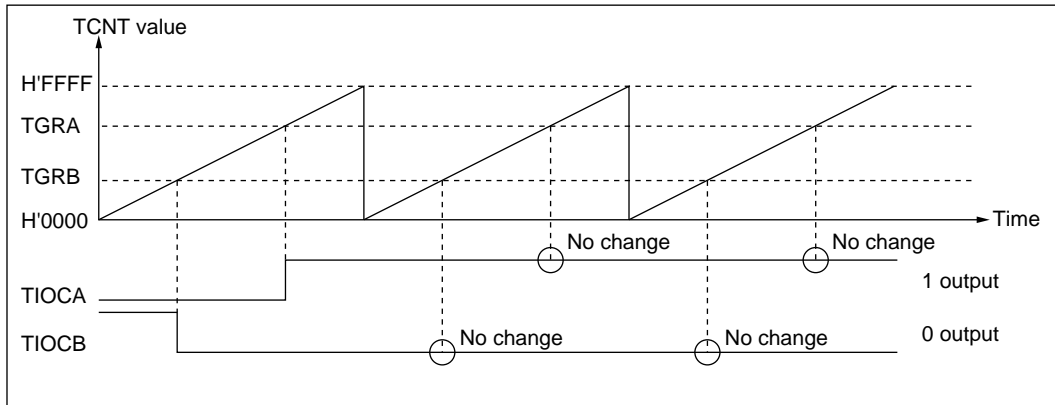 TCNT value
H'FFFF
TGRA
TGRB
H'0000
Time
No change
No change
1 output
TIOCA
No change
No change
0 output
TIOCB